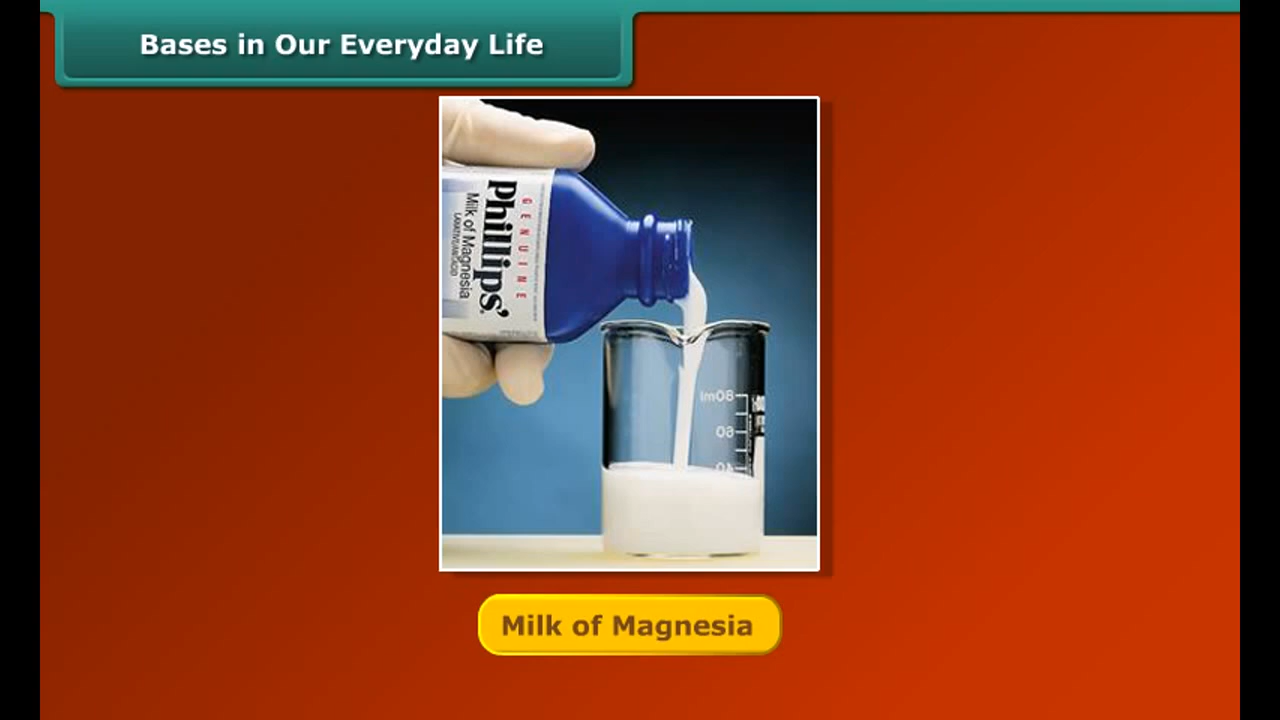 Bases in Our Everyday Life
GENUINE
Phillips'
Milk of Magnesia
80ml
60
40
Milk of Magnesia